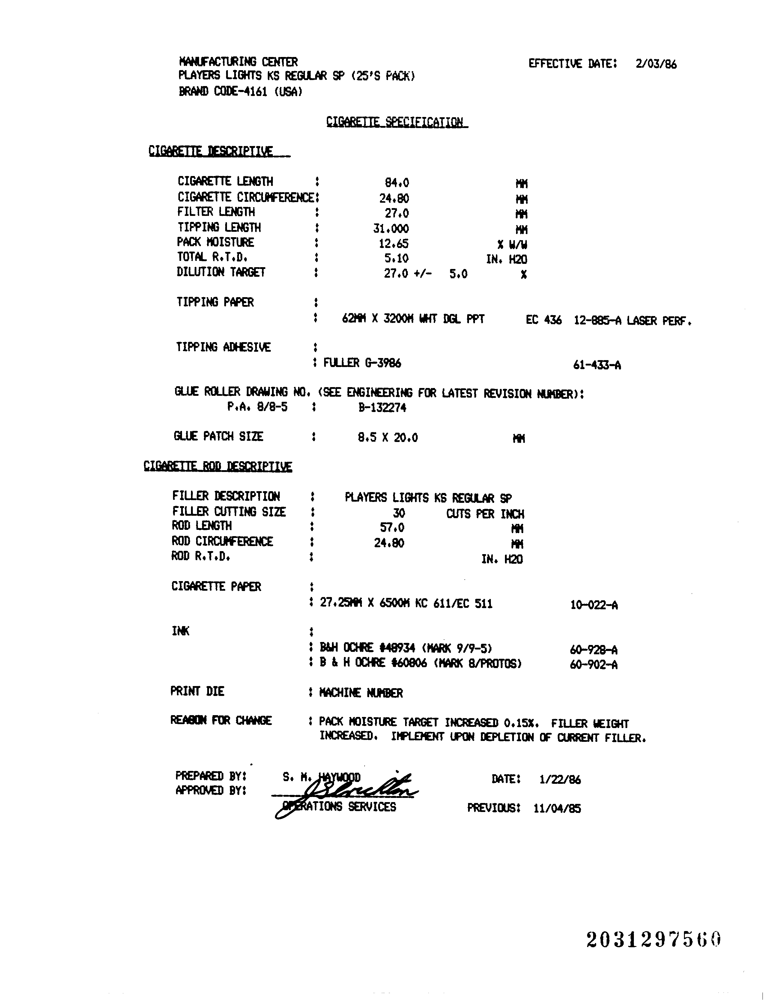 MANUFACTURING CENTER EFFECTIVE DATE: 2/03/86
PLAYERS LIGHTS KS REGULAR SP (25'S PACK)
BRAND CODE-4161 (USA)
CIGARETTE SPECIFICATION
CIGARETTE DESCRIPTIVE
CIGARETTE LENGTH : 84.0 MM
CIGARETTE CIRCUMFERENCE: 24.80 MM
FILTER LENGTH : 27.0 MM
TIPPING LENGTH : 31.000 MM
PACK MOISTURE : 12.65 % W/W
TOTAL R.T.D. : 5.10 IN. H2O
DILUTION TARGET : 27.0 +/- 5.0 %
TIPPING PAPER :
: 62MM X 3200M WHT DGL PPT EC 436 12-885-A LASER PERF.
TIPPING ADHESIVE :
: FULLER G-3986 61-433-A
GLUE ROLLER DRAWING NO. (SEE ENGINEERING FOR LATEST REVISION NUMBER):
P.A. 8/8-5 : B-132274
GLUE PATCH SIZE : 8.5 X 20.0 MM
CIGARETTE ROD DESCRIPTIVE
FILLER DESCRIPTION : PLAYERS LIGHTS KS REGULAR SP
FILLER CUTTING SIZE : 30 CUTS PER INCH
ROD LENGTH : 57.0 MM
ROD CIRCUMFERENCE : 24.80 MM
ROD R.T.D. : IN. H2O
CIGARETTE PAPER :
: 27.25MM X 6500M KC 611/EC 511 10-022-A
INK :
: B&H OCHRE #48934 (MARK 9/9-5) 60-928-A
: B & H OCHRE #60806 (MARK 8/PROTOS) 60-902-A
PRINT DIE : MACHINE NUMBER
REASON FOR CHANGE : PACK MOISTURE TARGET INCREASED 0.15%. FILLER WEIGHT
INCREASED. IMPLEMENT UPON DEPLETION OF CURRENT FILLER.
PREPARED BY: S. M. HAYWOOD DATE: 1/22/86
APPROVED BY:
OPERATIONS SERVICES PREVIOUS: 11/04/85
2031297560